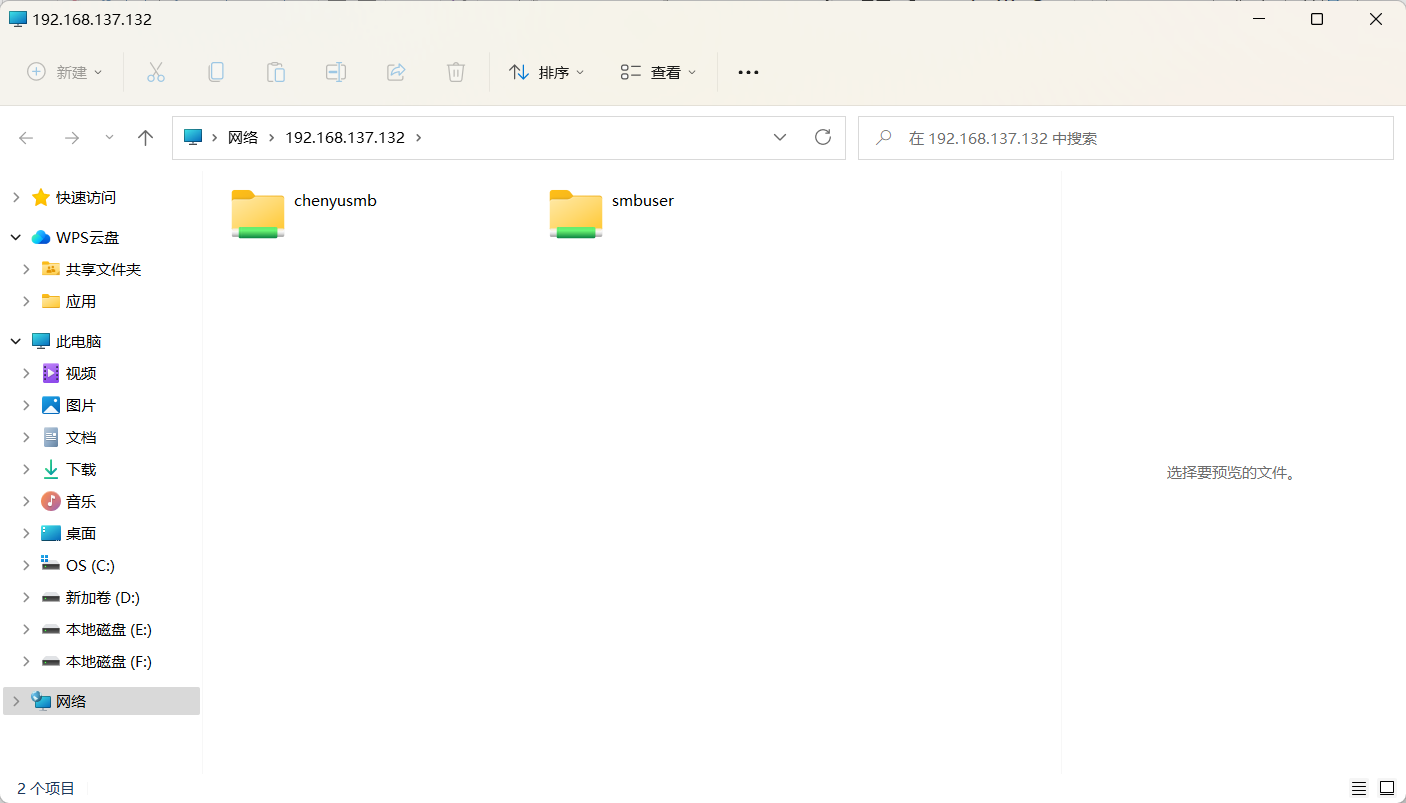 192.168.137.132
新建
排序
查看
网络
192.168.137.132
在 192.168.137.132 中搜索
快速访问
WPS云盘
共享文件夹
应用
此电脑
视频
图片
文档
下载
音乐
桌面
OS (C:)
新加卷 (D:)
本地磁盘 (E:)
本地磁盘 (F:)
网络
chenyusmb
smbuser
选择要预览的文件。
2 个项目